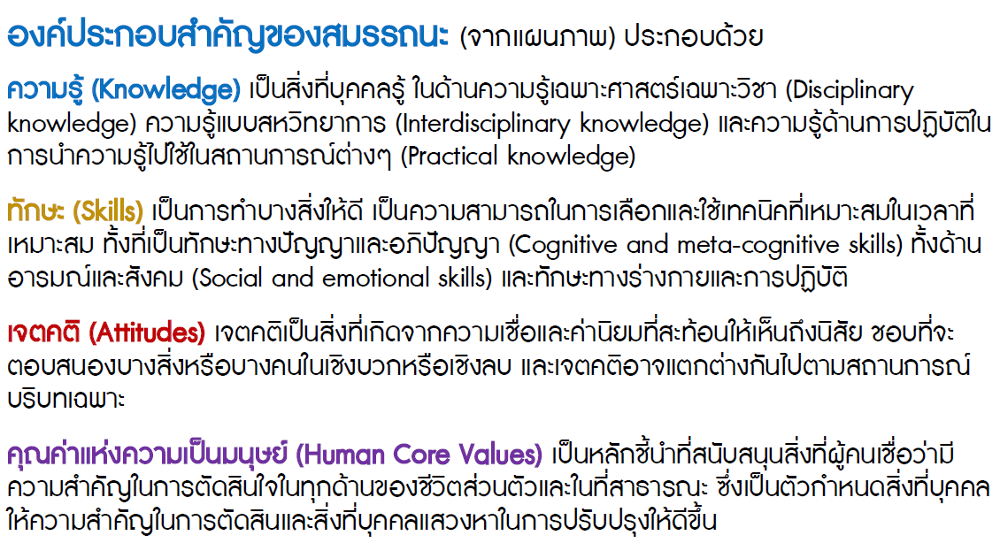 องค์ประกอบสำคัญของสมรรถนะ (จากแผนภาพ) ประกอบด้วย
ความรู้ (Knowledge) เป็นสิ่งที่บุคคลรู้ ในด้านความรู้เฉพาะศาสตร์เฉพาะวิชา (Disciplinary
knowledge) ความรู้แบบสหวิทยาการ (Interdisciplinary knowledge) และความรู้ด้านการปฏิบัติใน
การนำความรู้ไปใช้ในสถานการณ์ต่างๆ (Practical knowledge)
ทักษะ (Skills) เป็นการทำบางสิ่งให้ดี เป็นความสามารถในการเลือกและใช้เทคนิคที่เหมาะสมในเวลาที่
เหมาะสม ทั้งที่เป็นทักษะทางปัญญาและอภิปัญญา (Cognitive and meta-cognitive skills) ทั้งด้าน
อารมณ์และสังคม (Social and emotional skills) และทักษะทางร่างกายและการปฏิบัติ
เจตคติ (Attitudes) เจตคติเป็นสิ่งที่เกิดจากความเชื่อและค่านิยมที่สะท้อนให้เห็นถึงนิสัย ชอบที่จะ
ตอบสนองบางสิ่งหรือบางคนในเชิงบวกหรือเชิงลบ และเจตคติอาจแตกต่างกันไปตามสถานการณ์
บริบทเฉพาะ
คุณค่าแห่งความเป็นมนุษย์ (Human Core Values) เป็นหลักชี้นำที่สนับสนุนสิ่งที่ผู้คนเชื่อว่ามี
ความสำคัญในการตัดสินใจในทุกด้านของชีวิตส่วนตัวและในที่สาธารณะ ซึ่งเป็นตัวกำหนดสิ่งที่บุคคล
ให้ความสำคัญในการตัดสินและสิ่งที่บุคคลแสวงหาในการปรับปรุงให้ดีขึ้น